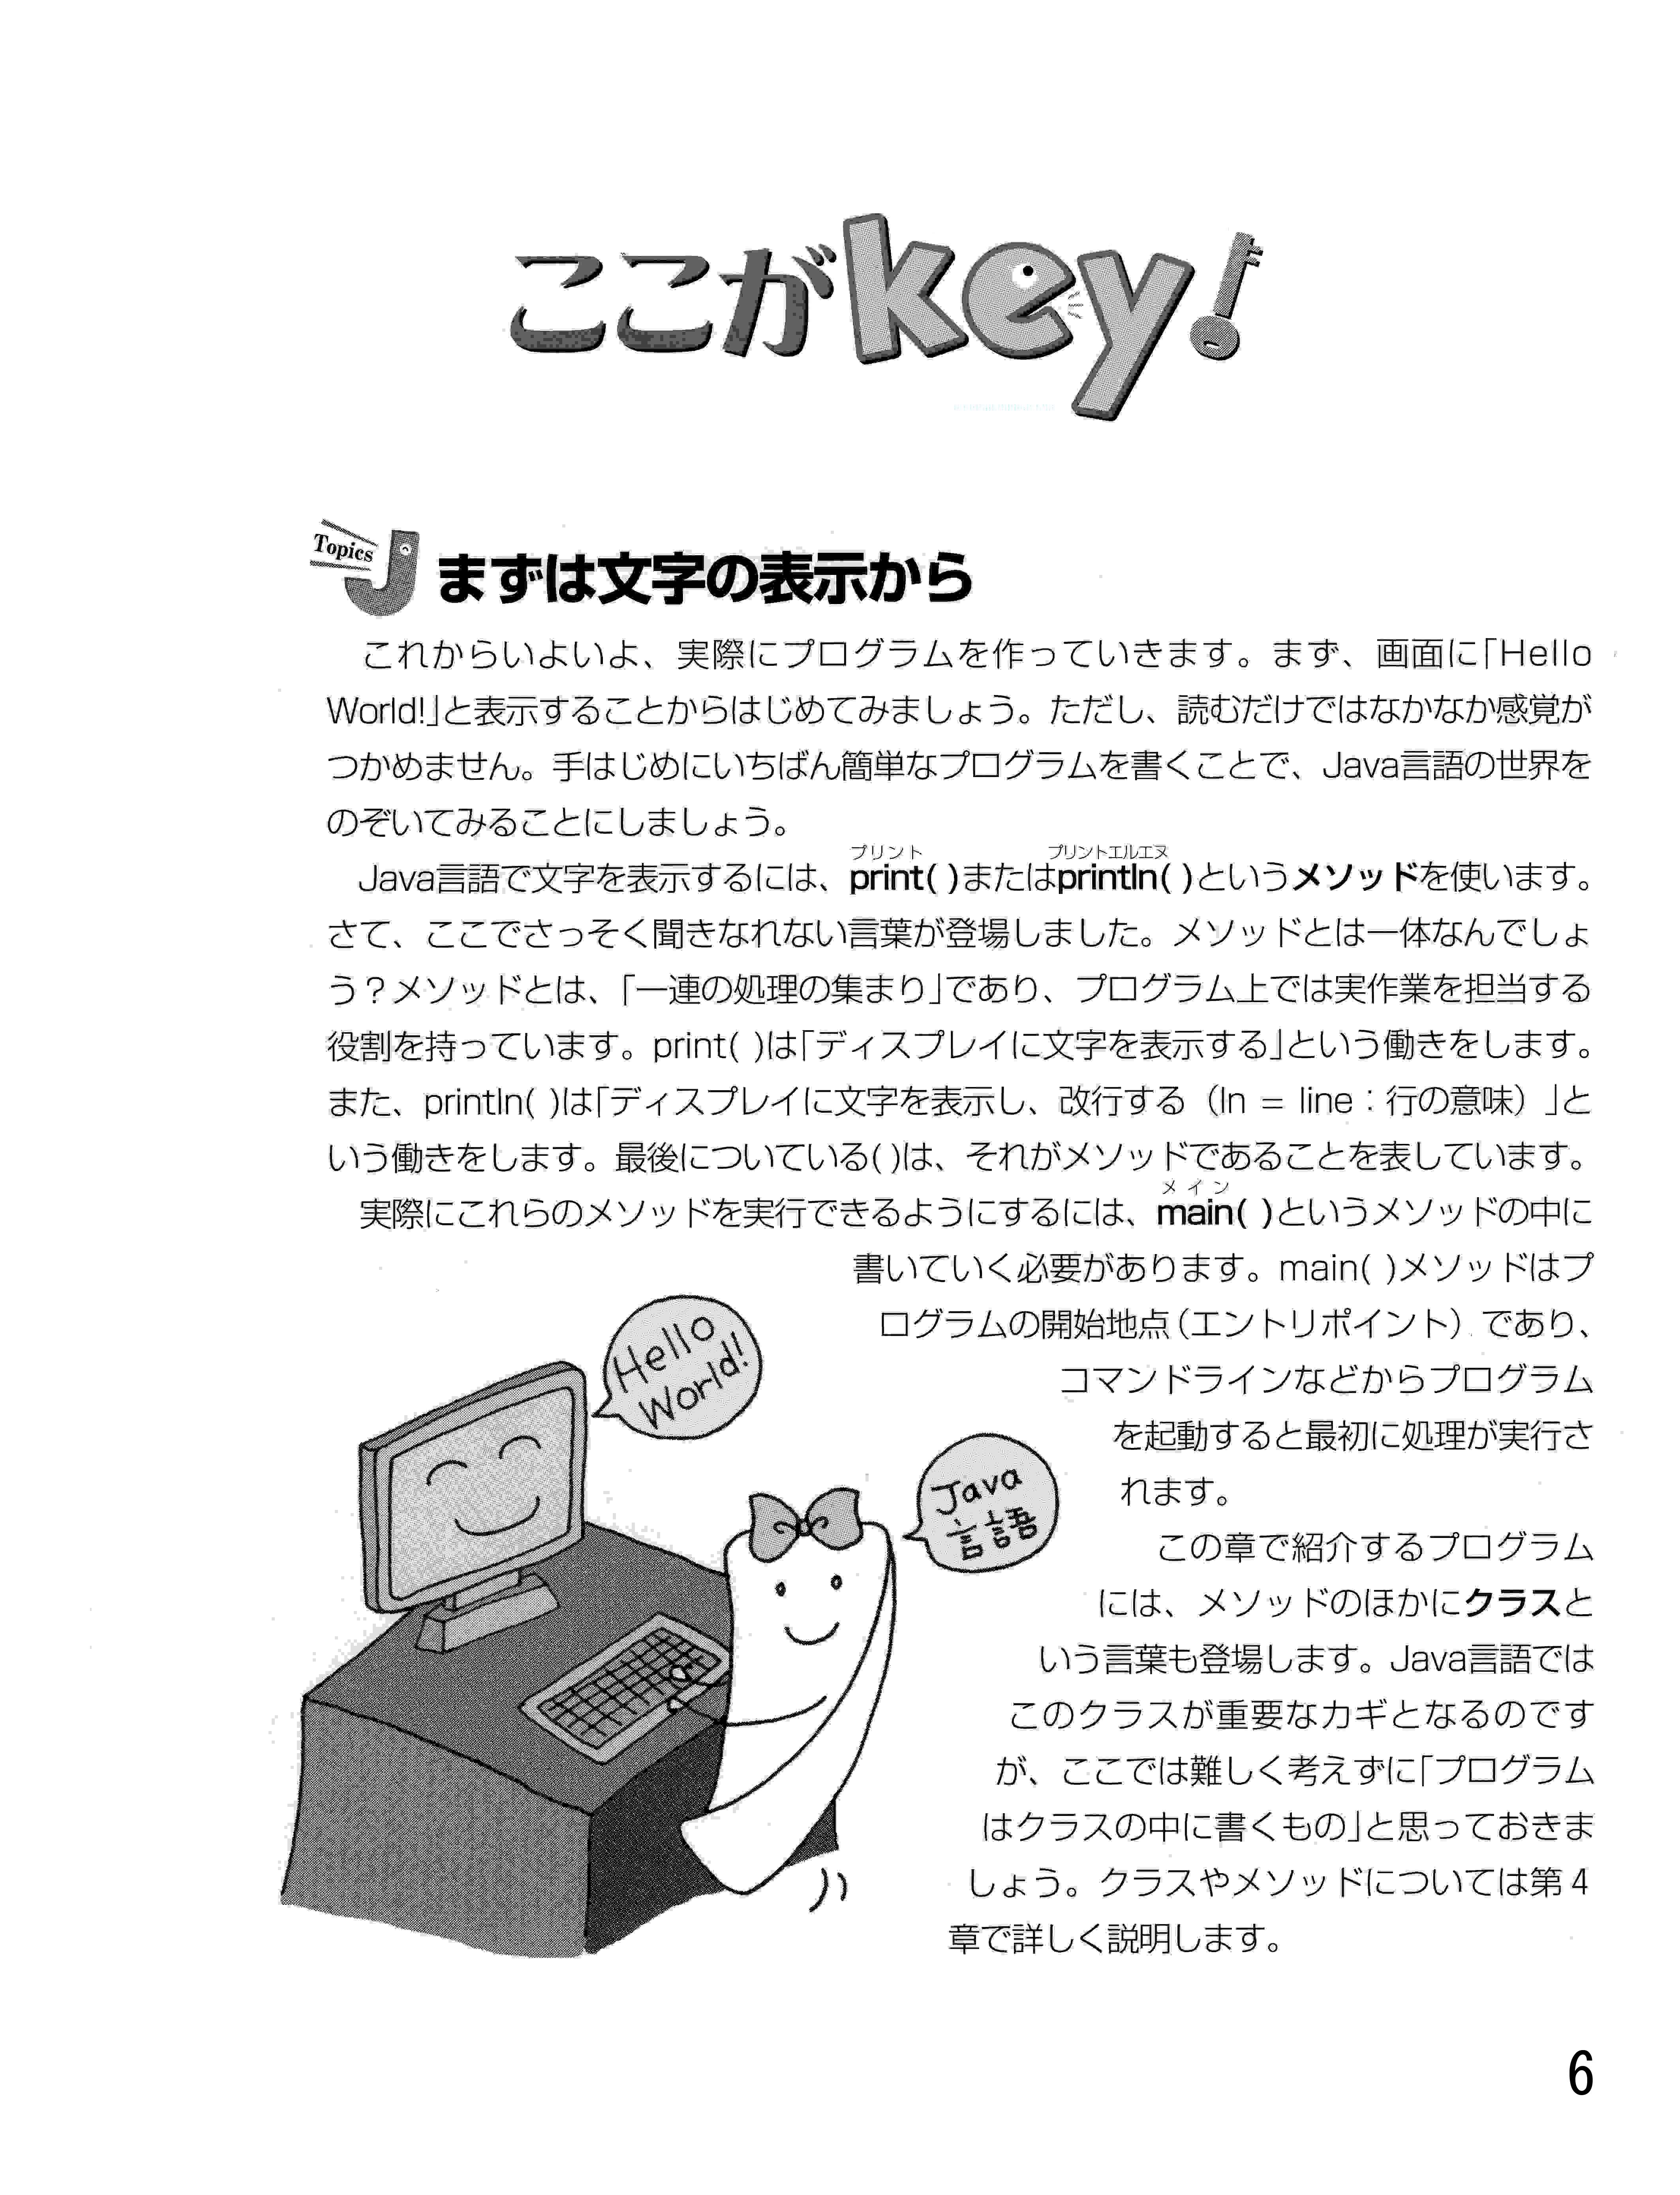 ここがkey!
Topics
まずは文字の表示から
これからいよいよ、実際にプログラムを作っていきます。まず、画面に「Hello
World!」と表示することからはじめてみましょう。ただし、読むだけではなかなか感覚が
つかめません。手はじめにいちばん簡単なプログラムを書くことで、Java言語の世界を
のぞいてみることにしましょう。
プリント プリントエルエヌ
Java言語で文字を表示するには、print( )またはprintln( )というメソッドを使います。
さて、ここでさっそく聞きなれない言葉が登場しました。メソッドとは一体なんでしょ
う？メソッドとは、「一連の処理の集まり」であり、プログラム上では実作業を担当する
役割を持っています。print( )は「ディスプレイに文字を表示する」という働きをします。
また、println( )は「ディスプレイに文字を表示し、改行する（ln = line：行の意味）」と
いう働きをします。最後についている( )は、それがメソッドであることを表しています。
メイン
実際にこれらのメソッドを実行できるようにするには、main( )というメソッドの中に
書いていく必要があります。main( )メソッドはプ
ログラムの開始地点（エントリポイント）であり、
コマンドラインなどからプログラム
を起動すると最初に処理が実行さ
れます。
この章で紹介するプログラム
には、メソッドのほかにクラスと
いう言葉も登場します。Java言語では
このクラスが重要なカギとなるのです
が、ここでは難しく考えずに「プログラム
はクラスの中に書くもの」と思っておきま
しょう。クラスやメソッドについては第4
章で詳しく説明します。
Hello
World!
Java
言語
6